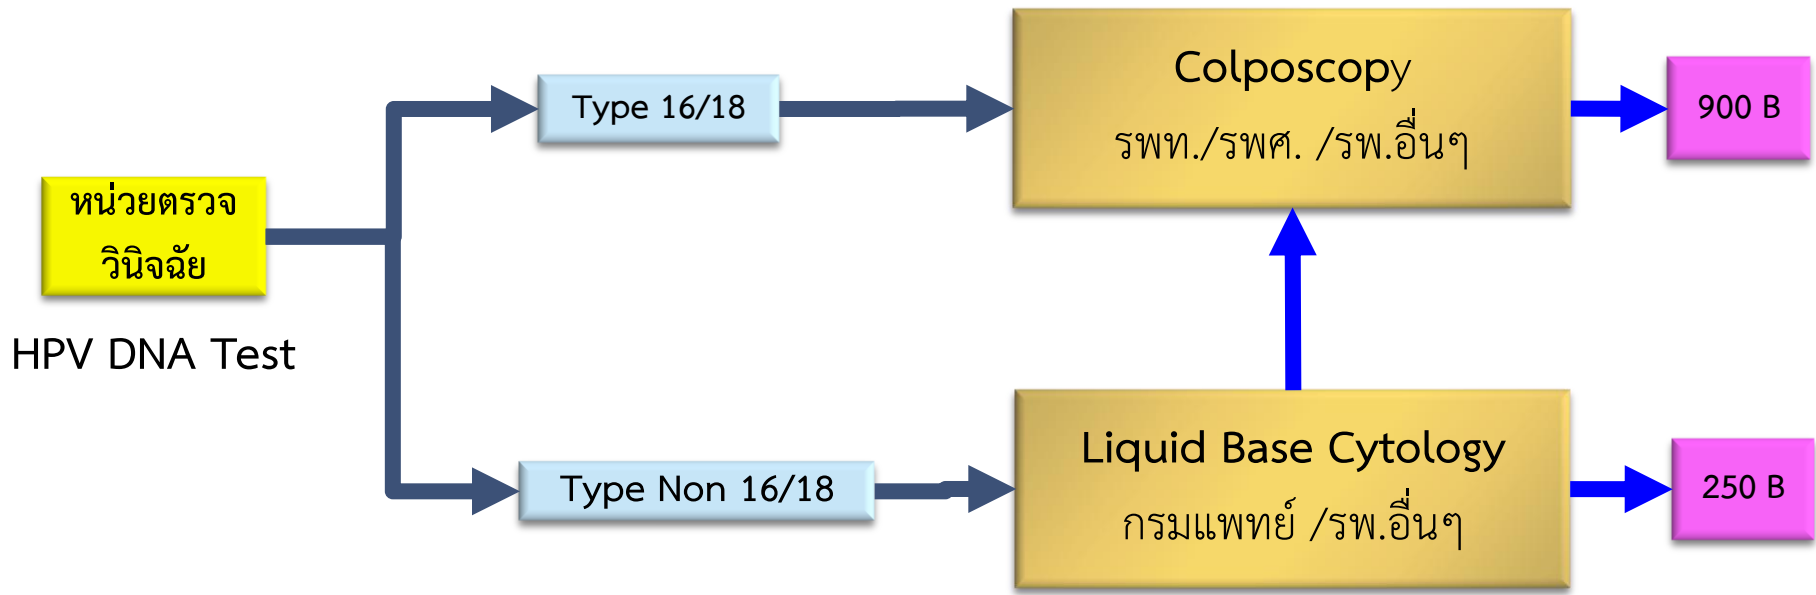 หน่วยตรวจ
วินิจฉัย
HPV DNA Test
Type 16/18
Colposcopy
รพท./รพศ. /รพ.อื่นๆ
900 B
Type Non 16/18
Liquid Base Cytology
กรมแพทย์ /รพ.อื่นๆ
250 B